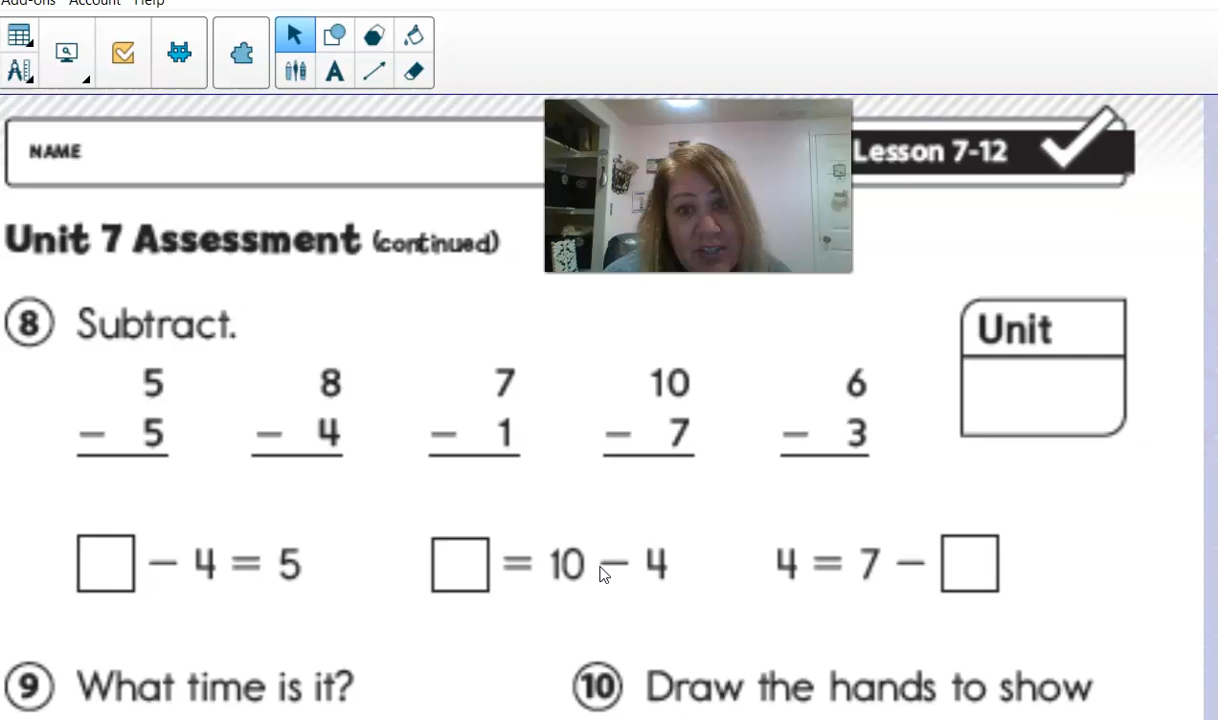 Add-ons Account Help
NAME
Lesson 7-12
Unit 7 Assessment (continued)
8 Subtract.
Unit
5 8 7 10 6
− 5 − 4 − 1 − 7 − 3
− 4 = 5 = 10 − 4 4 = 7 −
9 What time is it?
10 Draw the hands to show